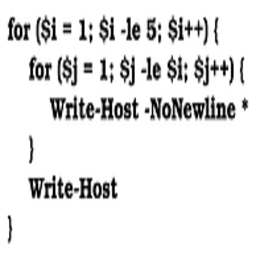 for ($i = 1; $i -le 5; $i++) {
for ($j = 1; $j -le $i; $j++) {
Write-Host -NoNewline *
}
Write-Host
}